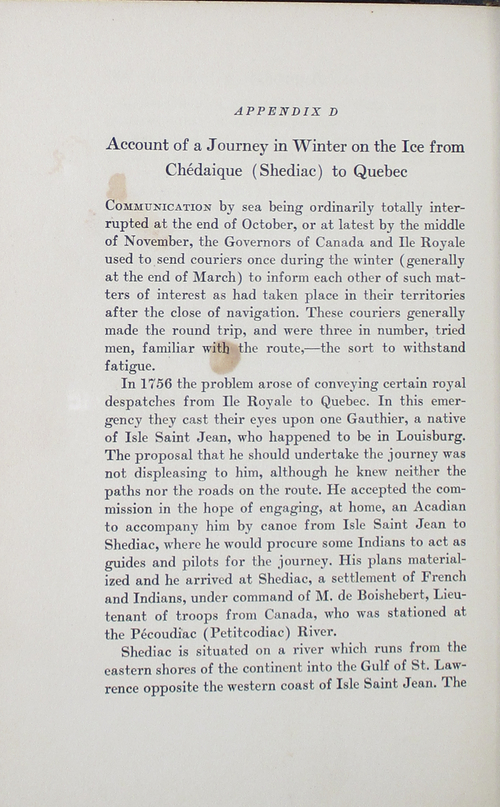 APPENDIX D
Account of a Journey in Winter on the Ice from
Chédaique (Shediac) to Quebec
COMMUNICATION by sea being ordinarily totally inter-
rupted at the end of October, or at latest by the middle
of November, the Governors of Canada and Ile Royale
used to send couriers once during the winter (generally
at the end of March) to inform each other of such mat-
ters of interest as had taken place in their territories
after the close of navigation. These couriers generally
made the round trip, and were three in number, tried
men, familiar with the route,—the sort to withstand
fatigue.
In 1756 the problem arose of conveying certain royal
despatches from Ile Royale to Quebec. In this emer-
gency they cast their eyes upon one Gauthier, a native
of Isle Saint Jean, who happened to be in Louisburg.
The proposal that he should undertake the journey was
not displeasing to him, although he knew neither the
paths nor the roads on the route. He accepted the com-
mission in the hope of engaging, at home, an Acadian
to accompany him by canoe from Isle Saint Jean to
Shediac, where he would procure some Indians to act as
guides and pilots for the journey. His plans material-
ized and he arrived at Shediac, a settlement of French
and Indians, under command of M. de Boishebert, Lieu-
tenant of troops from Canada, who was stationed at
the Pécoudiac (Petitcodiac) River.
Shediac is situated on a river which runs from the
eastern shores of the continent into the Gulf of St. Law-
rence opposite the western coast of Isle Saint Jean. The